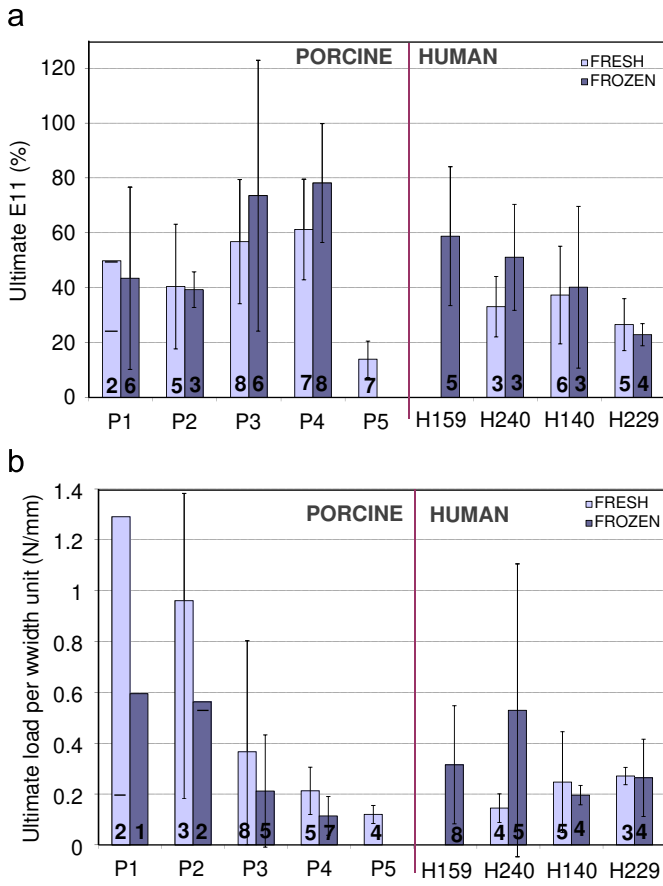 a
PORCINE HUMAN
FRESH
FROZEN
Ultimate E11 (%)
120
100
80
60
40
20
0
2 6 5 3 8 6 7 8 7 5 3 3 6 3 5 4
P1 P2 P3 P4 P5 H159 H240 H140 H229
b
PORCINE HUMAN
FRESH
FROZEN
Ultimate load per wwidth unit (N/mm)
1.4
1.2
1
0.8
0.6
0.4
0.2
0
2 1 3 2 8 5 5 7 4 8 4 5 5 4 3 4
P1 P2 P3 P4 P5 H159 H240 H140 H229